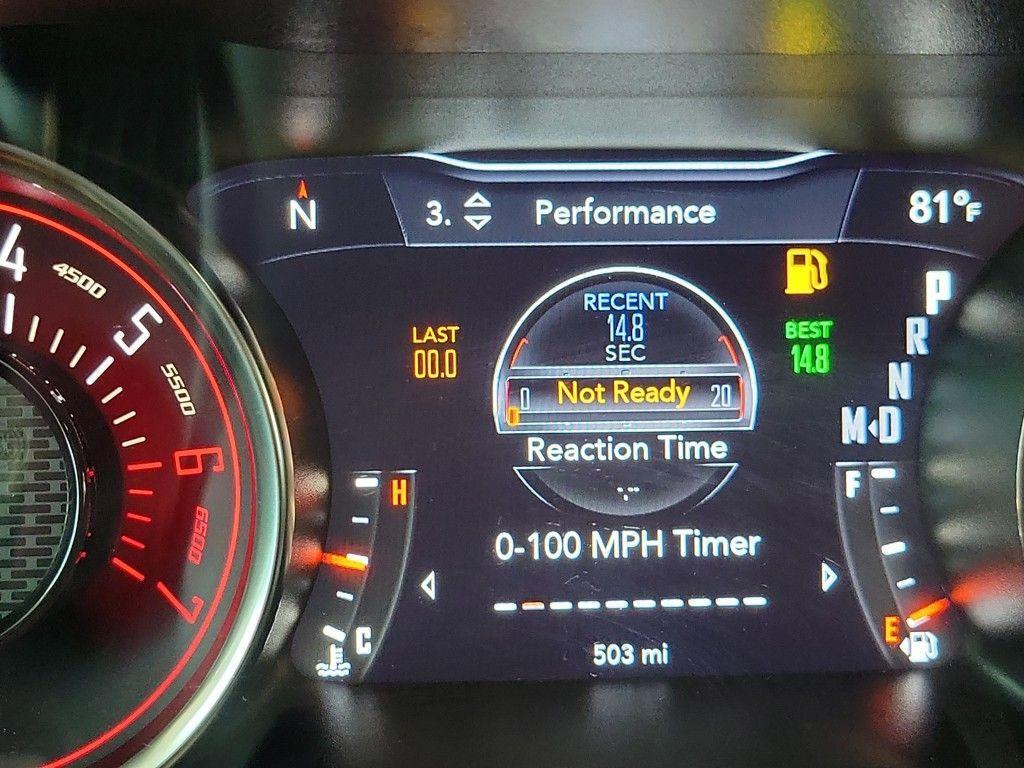 N
3. Performance
81°F
4
4500
5
5500
6
6500
7
RECENT
14.8
SEC
LAST
00.0
BEST
14.8
0 Not Ready 20
Reaction Time
-.--
0-100 MPH Timer
503 mi
H
C
F
E
P
R
N
M D